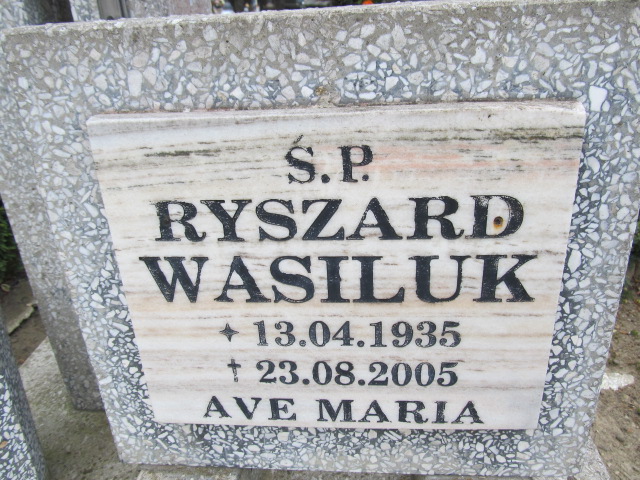 Ś.P.
RYSZARD
WASILUK
✦ 13.04.1935
† 23.08.2005
AVE MARIA